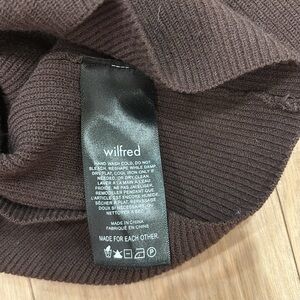 wilfred
HAND WASH COLD, DO NOT
BLEACH, RESHAPE WHILE DAMP,
DRY FLAT, COOL IRON ONLY IF
NEEDED, OR DRY CLEAN.
LAVER À LA MAIN À L'EAU
FROIDE, NE PAS JAVELLISER,
REMODELER PENDANT QUE
L'ARTICLE EST ENCORE HUMIDE,
SÉCHER À PLAT, REPASSAGE
DOUX SI NÉCESSAIRE, OU
NETTOYER À SEC.
MADE IN CHINA
FABRIQUÉ EN CHINE
MADE FOR EACH OTHER.